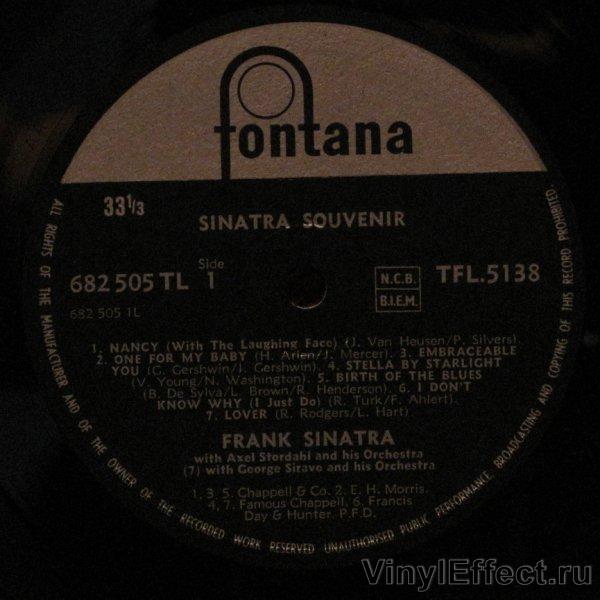 fontana
33⅓
SINATRA SOUVENIR
682 505 TL
Side
1
N.C.B.
B.I.E.M.
TFL.5138
682 505 1L
1. NANCY (With The Laughing Face) (J. Van Heusen/P. Silvers).
2. ONE FOR MY BABY (H. Arlen/J. Mercer). 3. EMBRACEABLE
YOU (G. Gershwin/I. Gershwin). 4. STELLA BY STARLIGHT
(V. Young/N. Washington). 5. BIRTH OF THE BLUES
(B. De Sylva/L. Brown/R. Henderson). 6. I DON'T
KNOW WHY (I Just Do) (R. Turk/F. Ahlert).
7. LOVER (R. Rodgers/L. Hart)
FRANK SINATRA
with Axel Stordahl and his Orchestra
(7) with George Siravo and his Orchestra
1, 3, 5, Chappell & Co. 2. E. H. Morris.
4, 7, Famous Chappell. 6. Francis
Day & Hunter. P.F.D.
ALL RIGHTS OF THE MANUFACTURER AND OF THE OWNER OF THE RECORDED WORK RESERVED UNAUTHORISED PUBLIC PERFORMANCE, BROADCASTING AND COPYING OF THIS RECORD PROHIBITED.
VinylEffect.ru